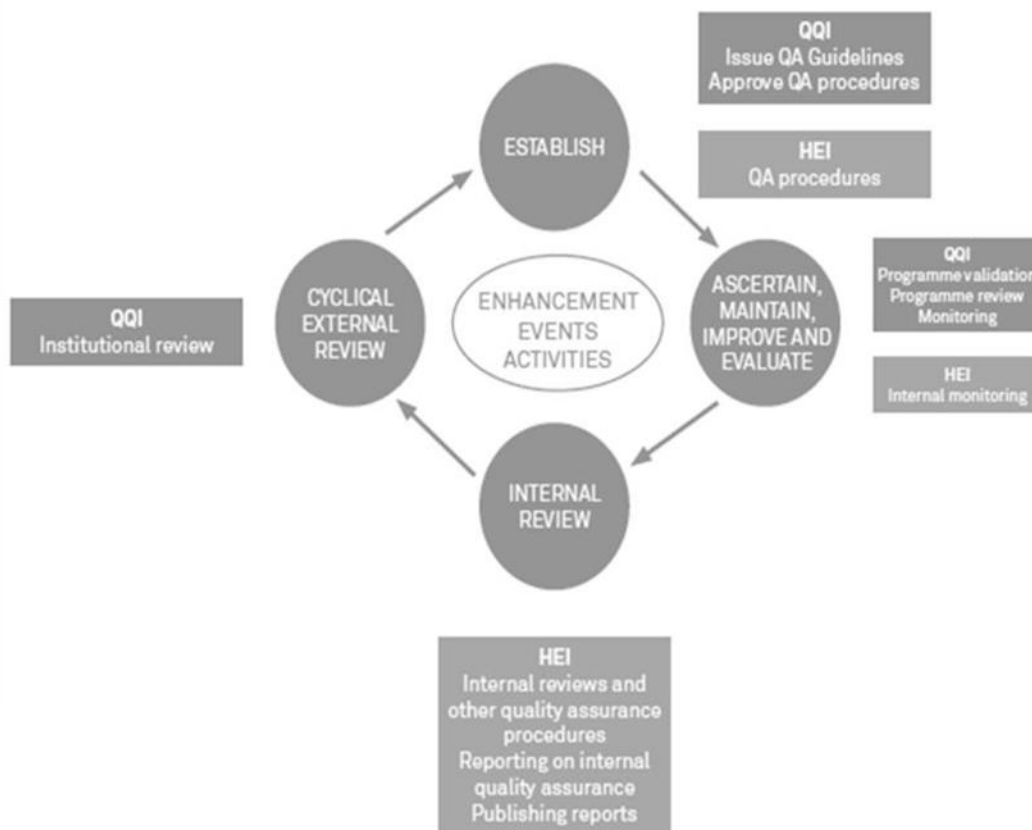 QQI
Issue QA Guidelines
Approve QA procedures
ESTABLISH
HEI
QA procedures
QQI
Programme validation
Programme review
Monitoring
ASCERTAIN,
MAINTAIN,
IMPROVE AND
EVALUATE
HEI
Internal monitoring
CYCLICAL
EXTERNAL
REVIEW
ENHANCEMENT
EVENTS
ACTIVITIES
QQI
Institutional review
INTERNAL
REVIEW
HEI
Internal reviews and
other quality assurance
procedures
Reporting on internal
quality assurance
Publishing reports